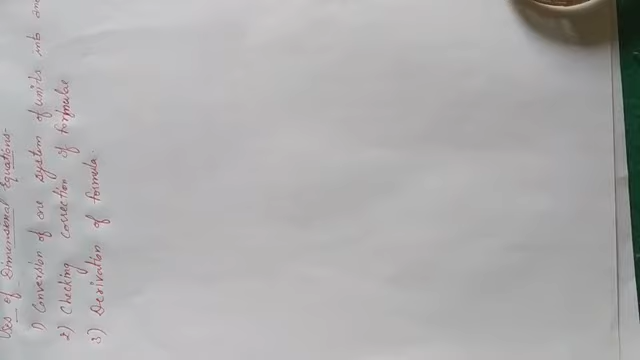 Uses of Dimensional Equations.
1) Conversion of one system of units into
2) Checking correction of formulae
3) Derivation of formula.